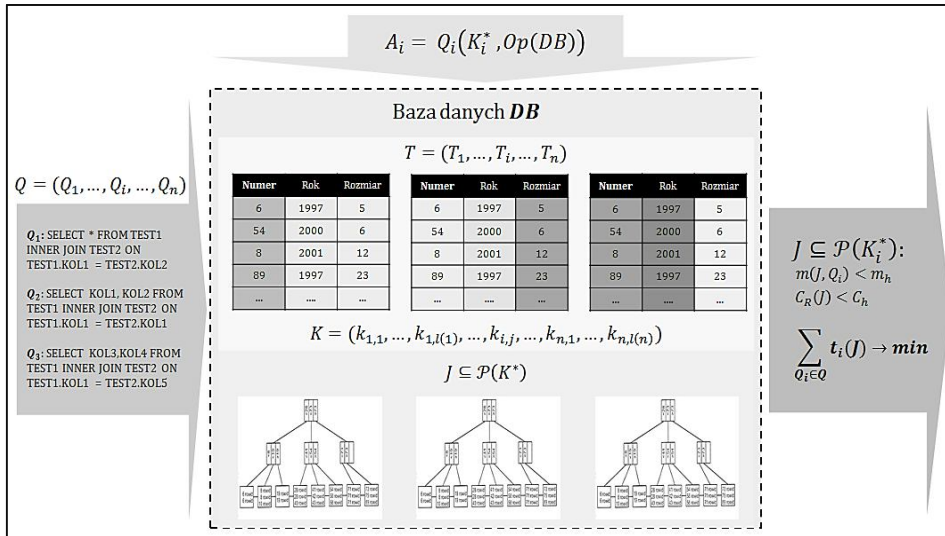 A_i = Q_i(K_i^*, Op(DB))
Baza danych DB
T = (T_1, …, T_i, …, T_n)
Q = (Q_1, …, Q_i, …, Q_n)
Q_1: SELECT * FROM TEST1
INNER JOIN TEST2 ON
TEST1.KOL1 = TEST2.KOL2
Q_2: SELECT KOL1, KOL2 FROM
TEST1 INNER JOIN TEST2 ON
TEST1.KOL1 = TEST2.KOL1
Q_3: SELECT KOL3,KOL4 FROM
TEST1 INNER JOIN TEST2 ON
TEST1.KOL1 = TEST2.KOL5
Numer Rok Rozmiar
6 1997 5
54 2000 6
8 2001 12
89 1997 23
... .... ...
Numer Rok Rozmiar
6 1997 5
54 2000 6
8 2001 12
89 1997 23
... .... ...
Numer Rok Rozmiar
6 1997 5
54 2000 6
8 2001 12
89 1997 23
... .... ...
K = (k_{1,1}, …, k_{1,l(1)}, …, k_{i,j}, …, k_{n,1}, …, k_{n,l(n)})
J ⊆ 𝒫(K^*)
J ⊆ 𝒫(K_i^*):
m(J, Q_i) < m_h
C_R(J) < C_h
∑_{Q_i∈Q} t_i(J) → min